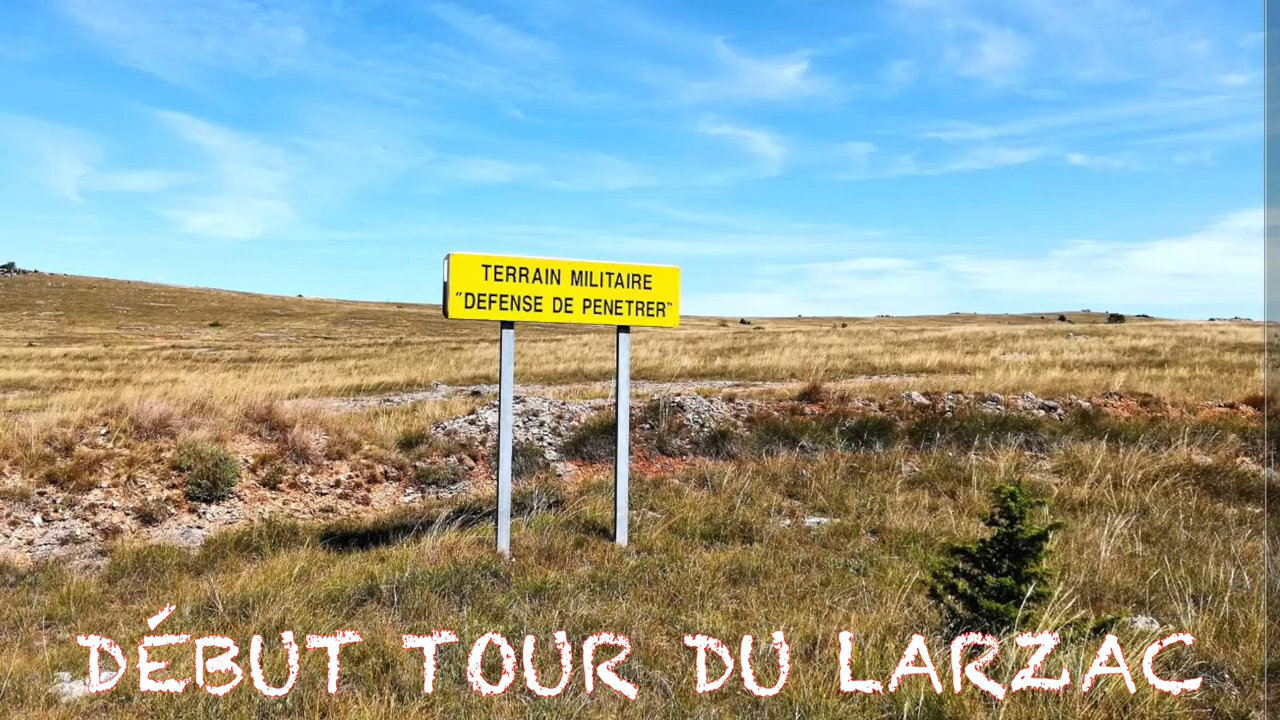 TERRAIN MILITAIRE
"DEFENSE DE PENETRER"
DÉBUT TOUR DU LARZAC